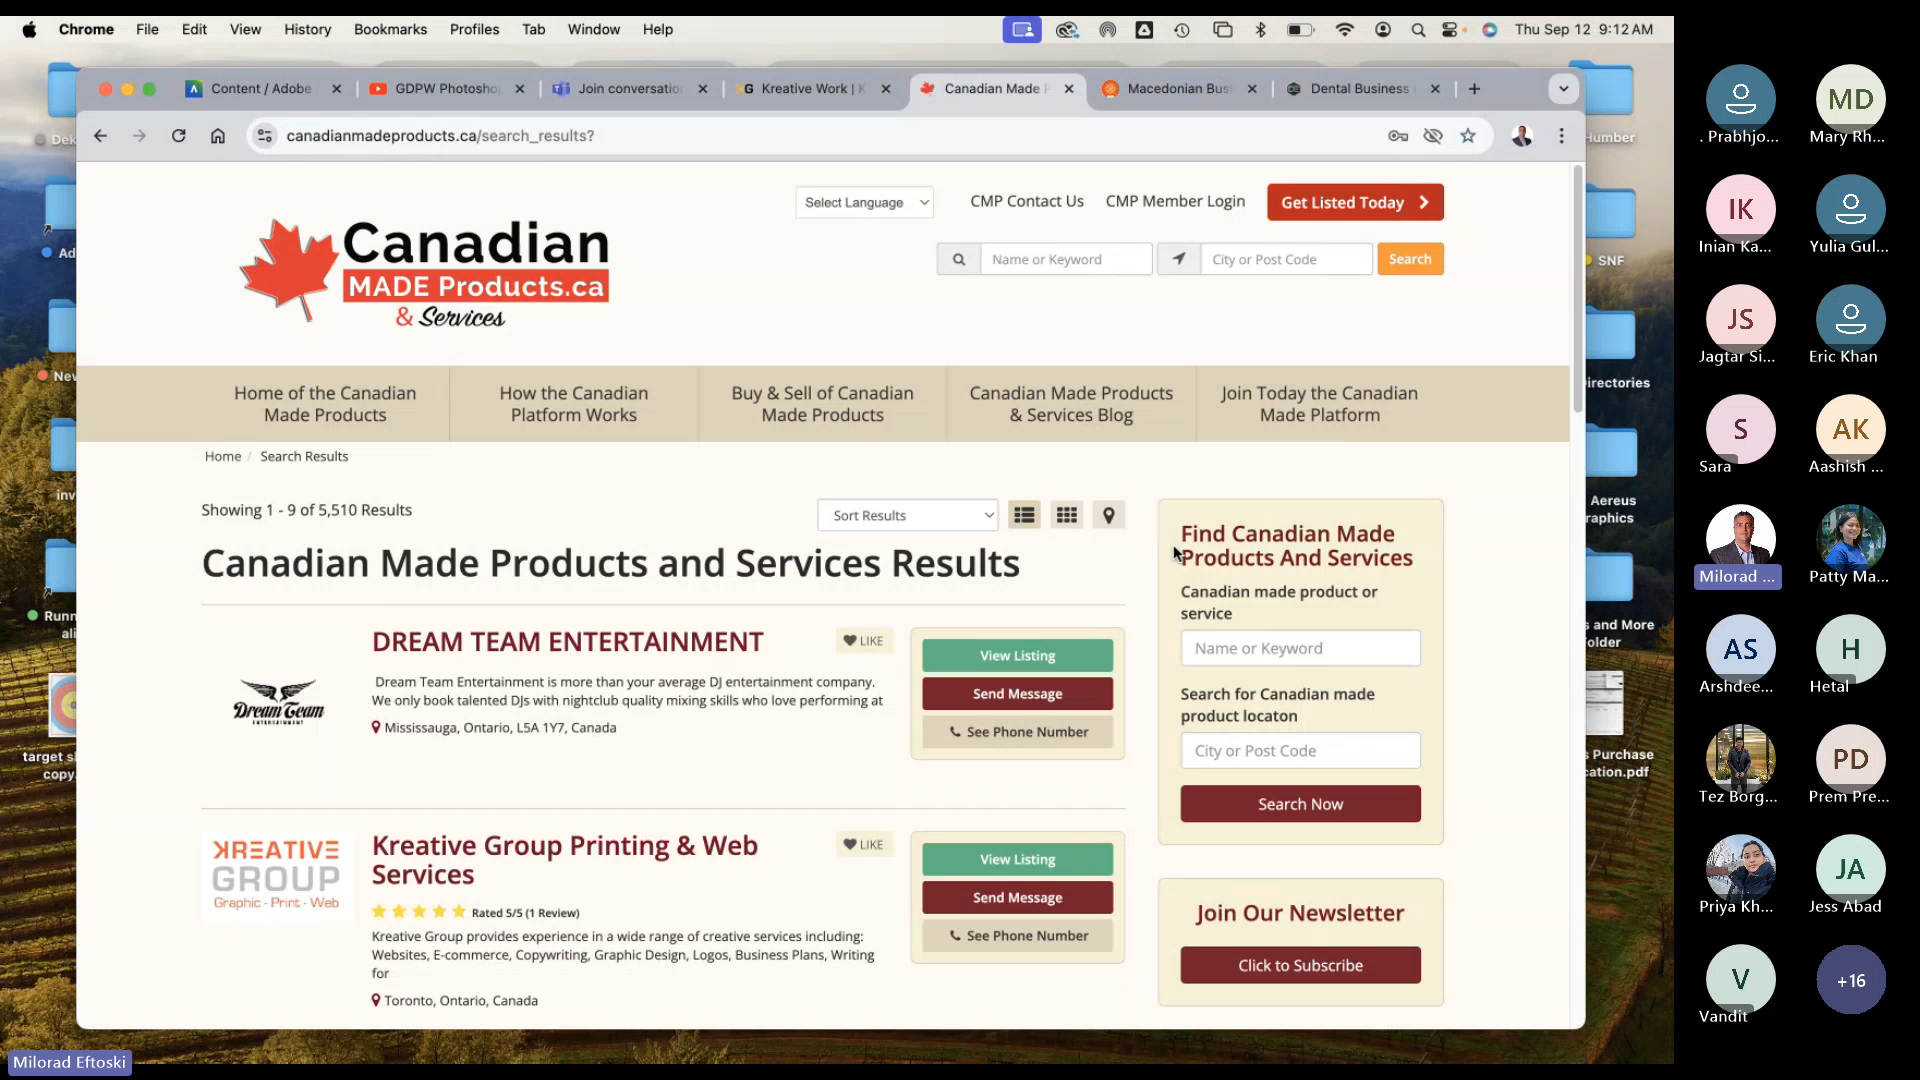 Chrome File Edit View History Bookmarks Profiles Tab Window Help
Thu Sep 12 9:12 AM
Content / Adobe
GDPW Photosho
Join conversatio
Kreative Work | K
Canadian Made P
Macedonian Bus
Dental Business
canadianmadeproducts.ca/search_results?
Select Language
CMP Contact Us
CMP Member Login
Get Listed Today
Name or Keyword
City or Post Code
Search
Canadian
MADE Products.ca
& Services
Home of the Canadian
Made Products
How the Canadian
Platform Works
Buy & Sell of Canadian
Made Products
Canadian Made Products
& Services Blog
Join Today the Canadian
Made Platform
Home / Search Results
Showing 1 - 9 of 5,510 Results
Sort Results
Canadian Made Products and Services Results
DREAM TEAM ENTERTAINMENT
LIKE
Dream Team
ENTERTAINMENT
Dream Team Entertainment is more than your average DJ entertainment company.
We only book talented DJs with nightclub quality mixing skills who love performing at
Mississauga, Ontario, L5A 1Y7, Canada
View Listing
Send Message
See Phone Number
KREATIVE
GROUP
Graphic - Print - Web
Kreative Group Printing & Web
Services
LIKE
Rated 5/5 (1 Review)
Kreative Group provides experience in a wide range of creative services including:
Websites, E-commerce, Copywriting, Graphic Design, Logos, Business Plans, Writing
for
Toronto, Ontario, Canada
View Listing
Send Message
See Phone Number
Find Canadian Made
Products And Services
Canadian made product or
service
Name or Keyword
Search for Canadian made
product locaton
City or Post Code
Search Now
Join Our Newsletter
Click to Subscribe
Dek
Ad
New
inv
Runn
ali
target s
copy.
Humber
SNF
irectories
Aereus
raphics
s and More
older
s Purchase
ation.pdf
. Prabhjo...
MD
Mary Rh...
IK
Inian Ka...
Yulia Gul...
JS
Jagtar Si...
Eric Khan
S
Sara
AK
Aashish ...
Milorad ...
Patty Ma...
AS
Arshdee...
H
Hetal
Tez Borg...
PD
Prem Pre...
Priya Kh...
JA
Jess Abad
V
Vandit
+16
Milorad Eftoski